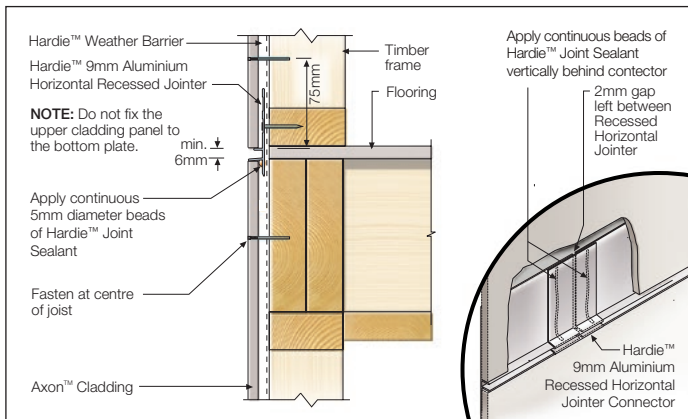 Hardie™ Weather Barrier
Hardie™ 9mm Aluminium
Horizontal Recessed Jointer
NOTE: Do not fix the
upper cladding panel to
the bottom plate.
min.
6mm
Apply continuous
5mm diameter beads
of Hardie™ Joint
Sealant
Fasten at centre
of joist
Axon™ Cladding
75mm
Timber
frame
Flooring
Apply continuous beads of
Hardie™ Joint Sealant
vertically behind contector
2mm gap
left between
Recessed
Horizontal
Jointer
Hardie™
9mm Aluminium
Recessed Horizontal
Jointer Connector